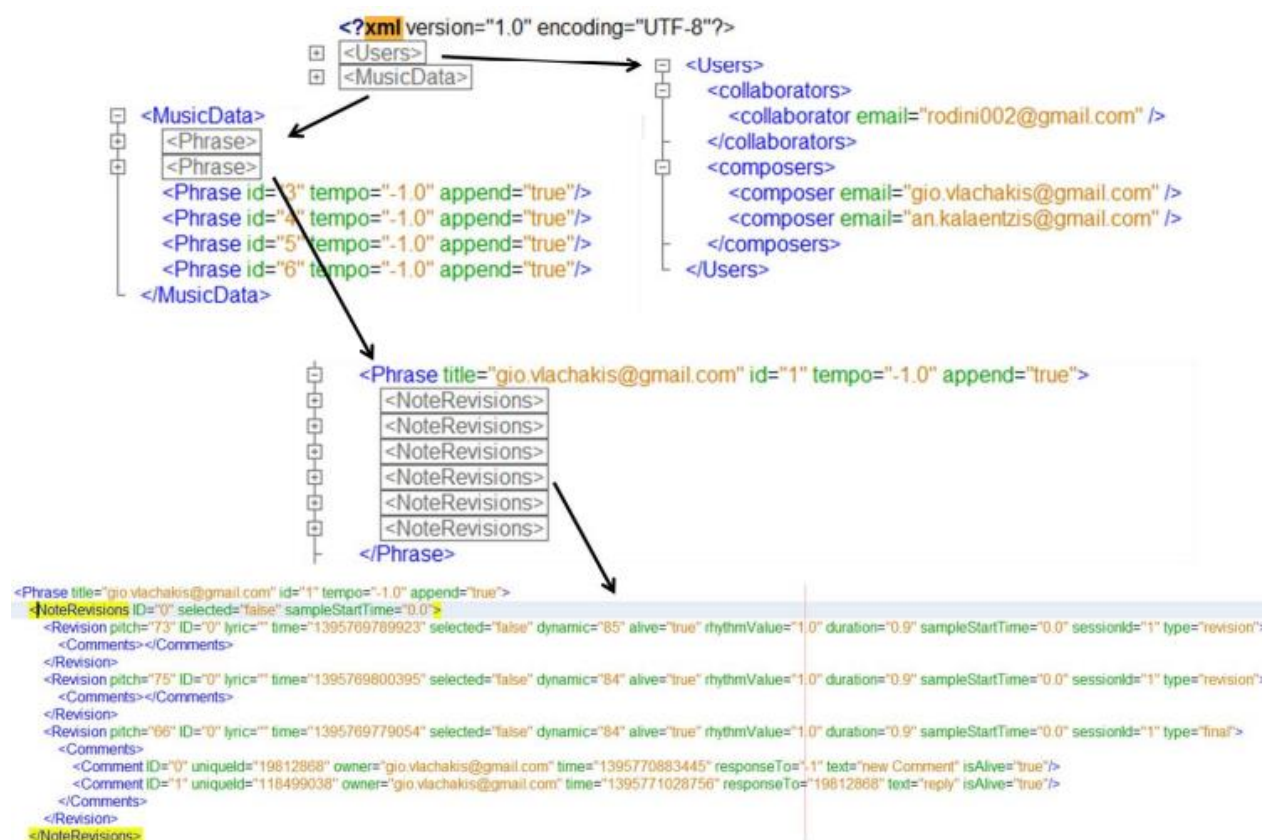 <?xml version="1.0" encoding="UTF-8"?>
<Users>
<MusicData>
<MusicData>
<Phrase>
<Phrase>
<Phrase id="3" tempo="-1.0" append="true"/>
<Phrase id="4" tempo="-1.0" append="true"/>
<Phrase id="5" tempo="-1.0" append="true"/>
<Phrase id="6" tempo="-1.0" append="true"/>
</MusicData>
<Users>
<collaborators>
<collaborator email="rodini002@gmail.com" />
</collaborators>
<composers>
<composer email="gio.vlachakis@gmail.com" />
<composer email="an.kalaentzis@gmail.com" />
</composers>
</Users>
<Phrase title="gio.vlachakis@gmail.com" id="1" tempo="-1.0" append="true">
<NoteRevisions>
<NoteRevisions>
<NoteRevisions>
<NoteRevisions>
<NoteRevisions>
<NoteRevisions>
</Phrase>
<Phrase title="gio.vlachakis@gmail.com" id="1" tempo="-1.0" append="true">
<NoteRevisions ID="0" selected="false" sampleStartTime="0.0">
<Revision pitch="73" ID="0" lyric="" time="1395769789923" selected="false" dynamic="85" alive="true" rhythmValue="1.0" duration="0.9" sampleStartTime="0.0" sessionId="1" type="revision">
<Comments></Comments>
</Revision>
<Revision pitch="75" ID="0" lyric="" time="1395769800395" selected="false" dynamic="84" alive="true" rhythmValue="1.0" duration="0.9" sampleStartTime="0.0" sessionId="1" type="revision">
<Comments></Comments>
</Revision>
<Revision pitch="66" ID="0" lyric="" time="1395769779054" selected="false" dynamic="84" alive="true" rhythmValue="1.0" duration="0.9" sampleStartTime="0.0" sessionId="1" type="final">
<Comments>
<Comment ID="0" uniqueId="19812868" owner="gio.vlachakis@gmail.com" time="1395770883445" responseTo="-1" text="new Comment" isAlive="true"/>
<Comment ID="1" uniqueId="118499038" owner="gio.vlachakis@gmail.com" time="1395771028756" responseTo="19812868" text="reply" isAlive="true"/>
</Comments>
</Revision>
</NoteRevisions>